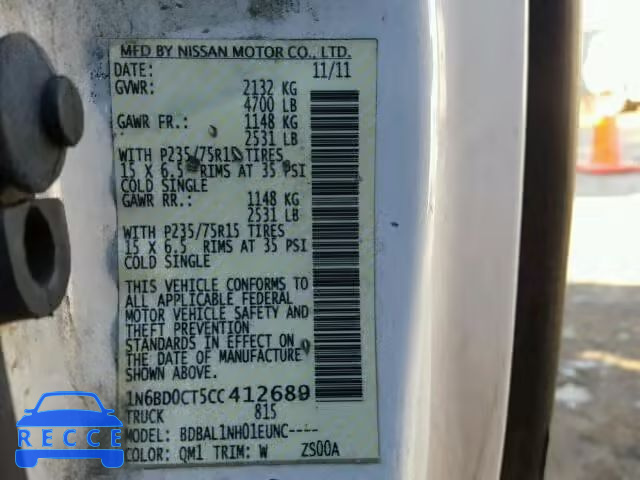 MFD BY NISSAN MOTOR CO., LTD.
DATE: 11/11
GVWR: 2132 KG
4700 LB
GAWR FR.: 1148 KG
2531 LB
WITH P235/75R15 TIRES
15 X 6.5 RIMS AT 35 PSI
COLD SINGLE
GAWR RR.: 1148 KG
2531 LB
WITH P235/75R15 TIRES
15 X 6.5 RIMS AT 35 PSI
COLD SINGLE
THIS VEHICLE CONFORMS TO
ALL APPLICABLE FEDERAL
MOTOR VEHICLE SAFETY AND
THEFT PREVENTION
STANDARDS IN EFFECT ON
THE DATE OF MANUFACTURE
SHOWN ABOVE.
1N6BD0CT5CC412689
TRUCK 815
MODEL: BDBAL1NH01EUNC----
COLOR: QM1 TRIM: W ZS00A
RECCE